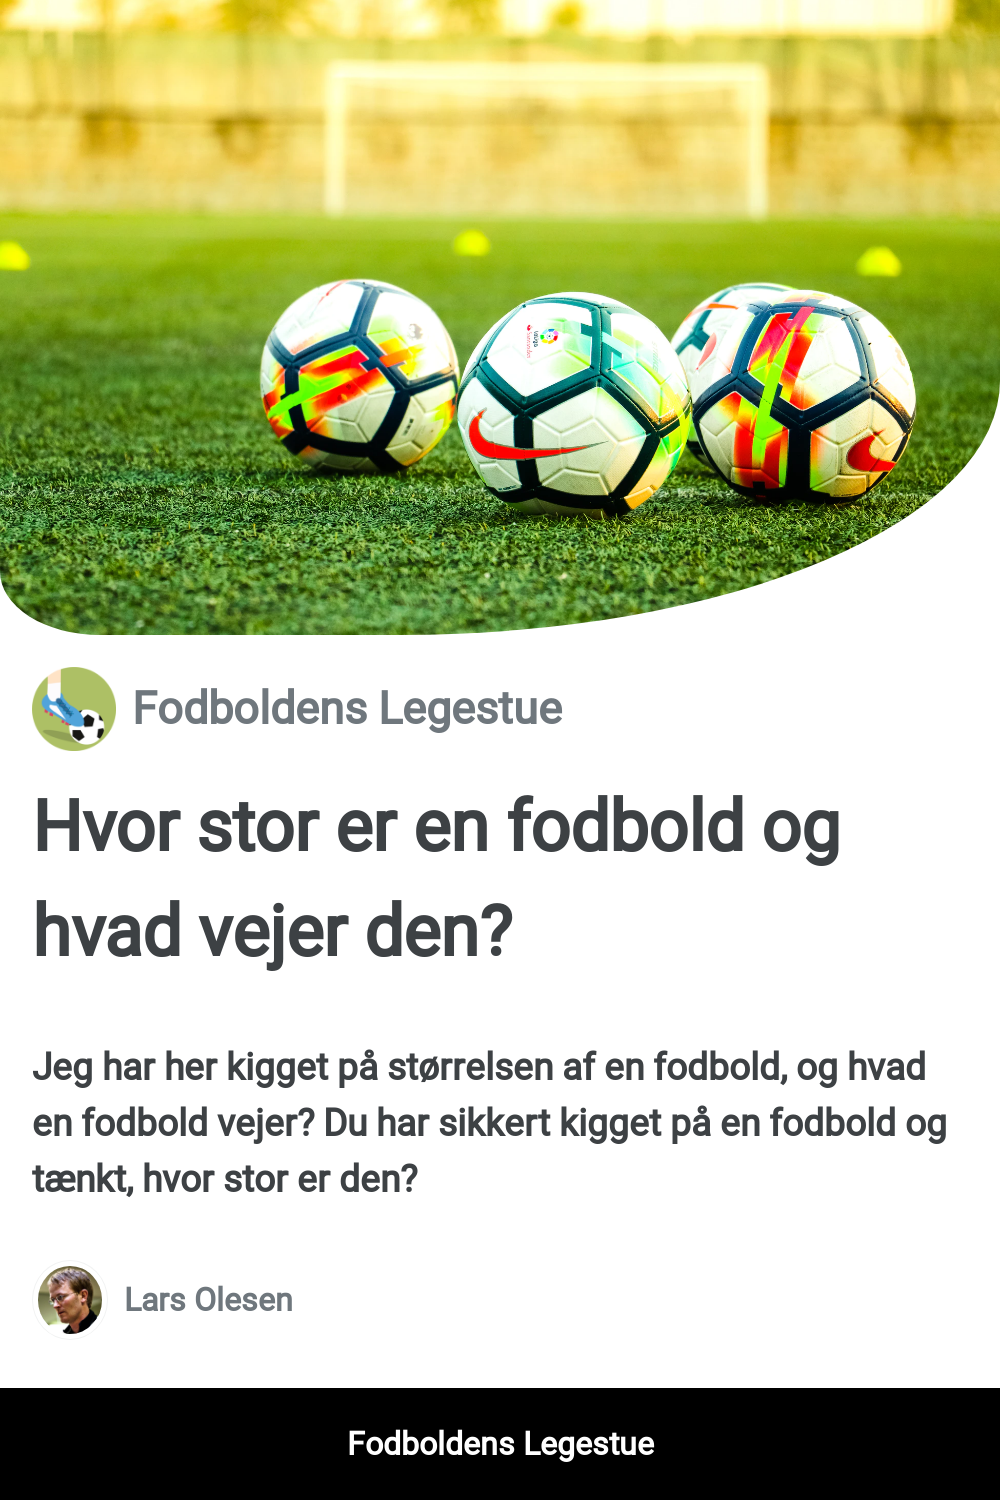 Fodboldens Legestue
Hvor stor er en fodbold og
hvad vejer den?
Jeg har her kigget på størrelsen af en fodbold, og hvad
en fodbold vejer? Du har sikkert kigget på en fodbold og
tænkt, hvor stor er den?
Lars Olesen
Fodboldens Legestue